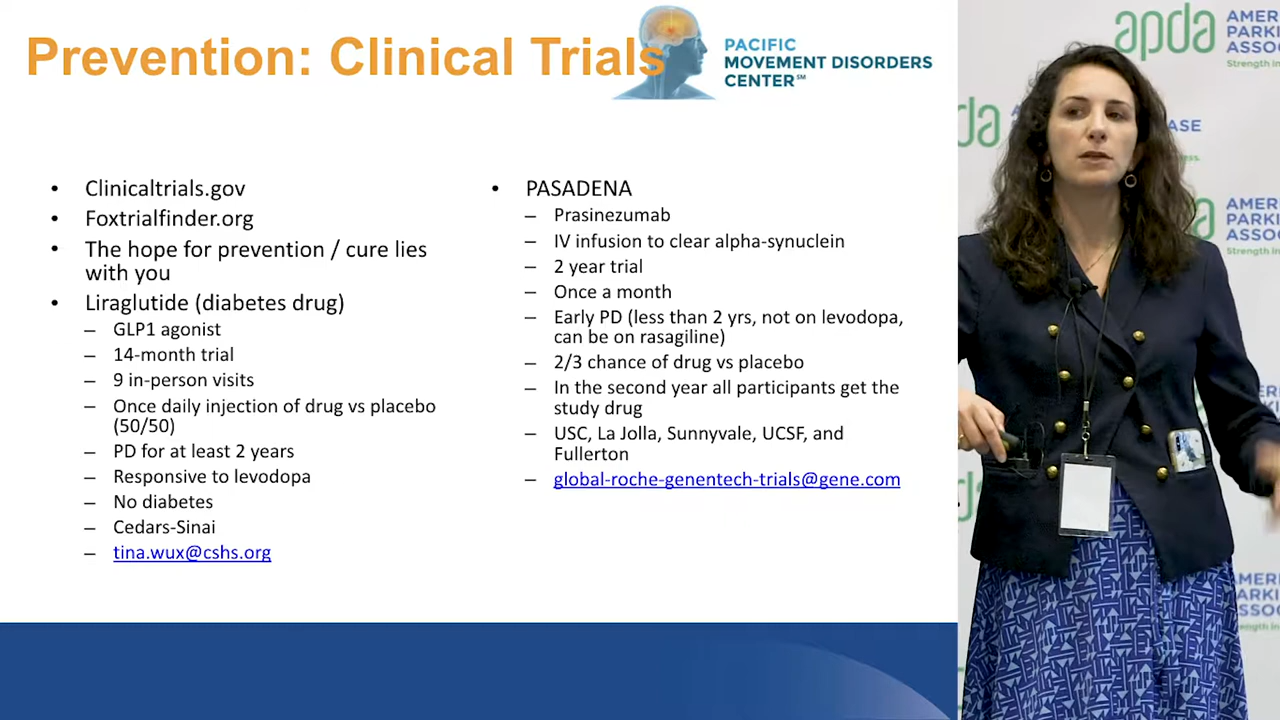 Prevention: Clinical Trials
PACIFIC
MOVEMENT DISORDERS
CENTER℠
• Clinicaltrials.gov
• Foxtrialfinder.org
• The hope for prevention / cure lies
with you
• Liraglutide (diabetes drug)
– GLP1 agonist
– 14-month trial
– 9 in-person visits
– Once daily injection of drug vs placebo
(50/50)
– PD for at least 2 years
– Responsive to levodopa
– No diabetes
– Cedars-Sinai
– tina.wux@cshs.org
• PASADENA
– Prasinezumab
– IV infusion to clear alpha-synuclein
– 2 year trial
– Once a month
– Early PD (less than 2 yrs, not on levodopa,
can be on rasagiline)
– 2/3 chance of drug vs placebo
– In the second year all participants get the
study drug
– USC, La Jolla, Sunnyvale, UCSF, and
Fullerton
– global-roche-genentech-trials@gene.com
apda
Strength in